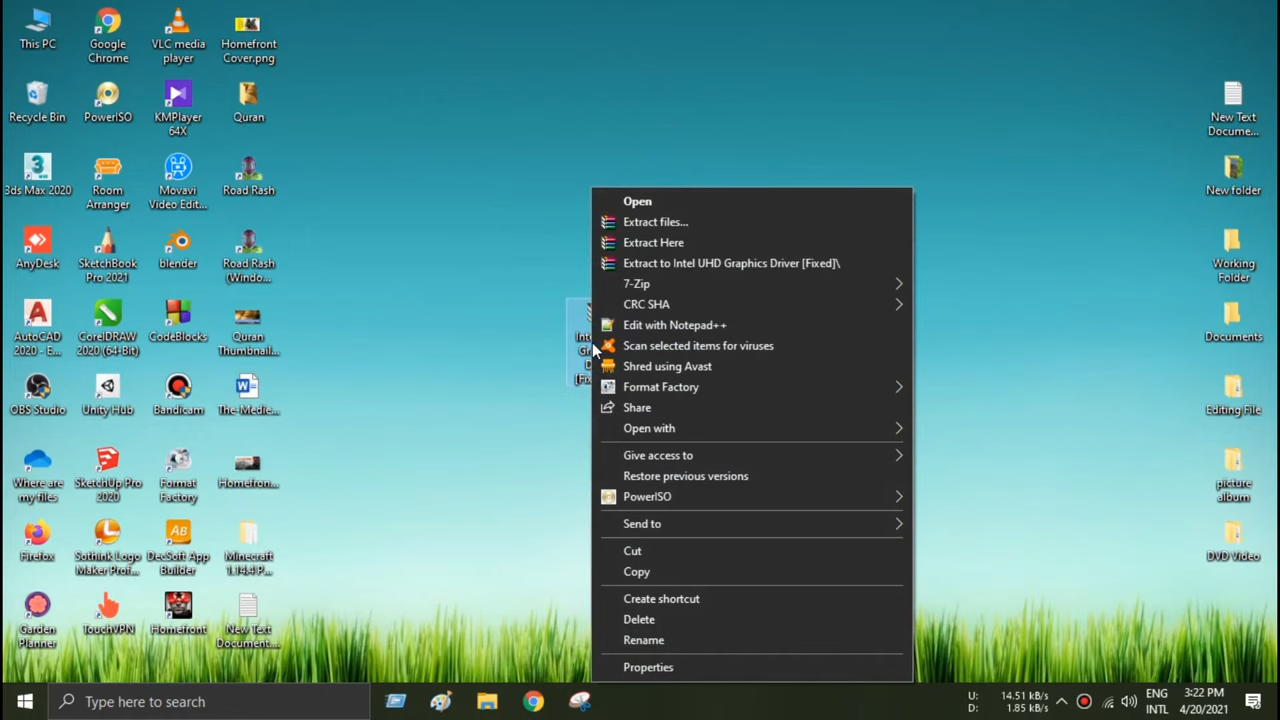 This PC
Google
Chrome
VLC media
player
Homefront
Cover.png
Recycle Bin
PowerISO
KMPlayer
64X
Quran
3ds Max 2020
Room
Arranger
Movavi
Video Edit...
Road Rash
AnyDesk
SketchBook
Pro 2021
blender
Road Rash
(Windo...
AutoCAD
2020 - E...
CorelDRAW
2020 (64-Bit)
CodeBlocks
Quran
Thumbnail...
OBS Studio
Unity Hub
Bandicam
The-Medie...
Where are
my files
SketchUp Pro
2020
Format
Factory
Homefron...
Firefox
Sothink Logo
Maker Prof...
DecSoft App
Builder
Minecraft
1.14.4 P...
Garden
Planner
TouchVPN
Homefront
New Text
Document...
Open
Extract files...
Extract Here
Extract to Intel UHD Graphics Driver [Fixed]\
7-Zip
CRC SHA
Edit with Notepad++
Scan selected items for viruses
Shred using Avast
Format Factory
Share
Open with
Give access to
Restore previous versions
PowerISO
Send to
Cut
Copy
Create shortcut
Delete
Rename
Properties
New Text
Docume...
New folder
Working
Folder
Documents
Editing File
picture
album
DVD Video
Type here to search
U: 14.51 kB/s
D: 1.85 kB/s
ENG
INTL
3:22 PM
4/20/2021